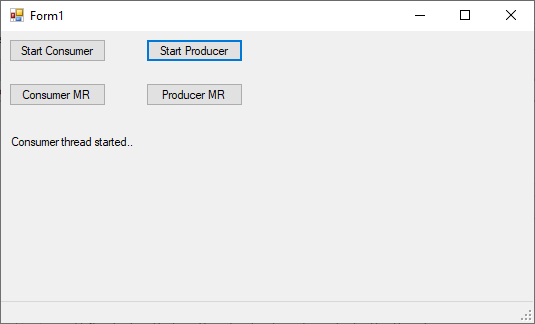 Form1
Start Consumer
Start Producer
Consumer MR
Producer MR
Consumer thread started..